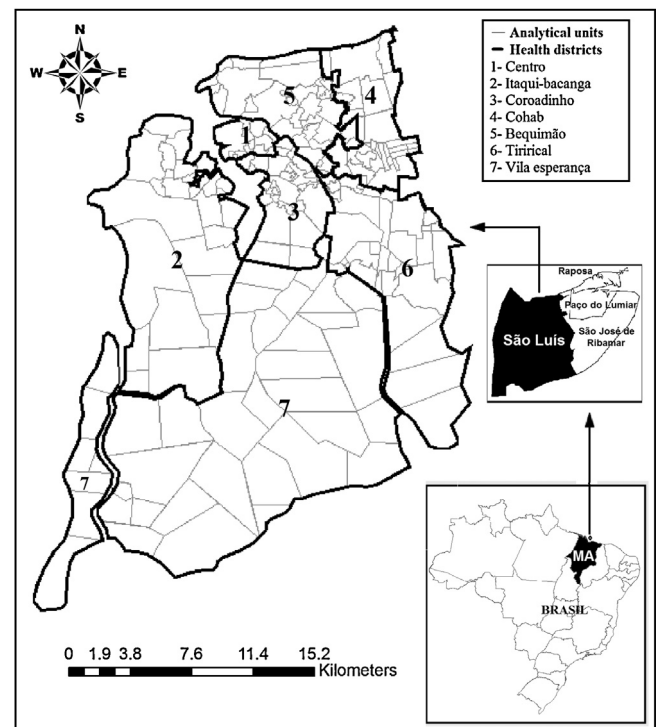 N
W E
S
Analytical units
Health districts
1- Centro
2- Itaqui-bacanga
3- Coroadinho
4- Cohab
5- Bequimão
6- Tirirical
7- Vila esperança
5
4
1
3
2
6
7
7
Raposa
Paço do Lumiar
São Luís
São José de
Ribamar
MA
BRASIL
0 1.9 3.8 7.6 11.4 15.2
Kilometers